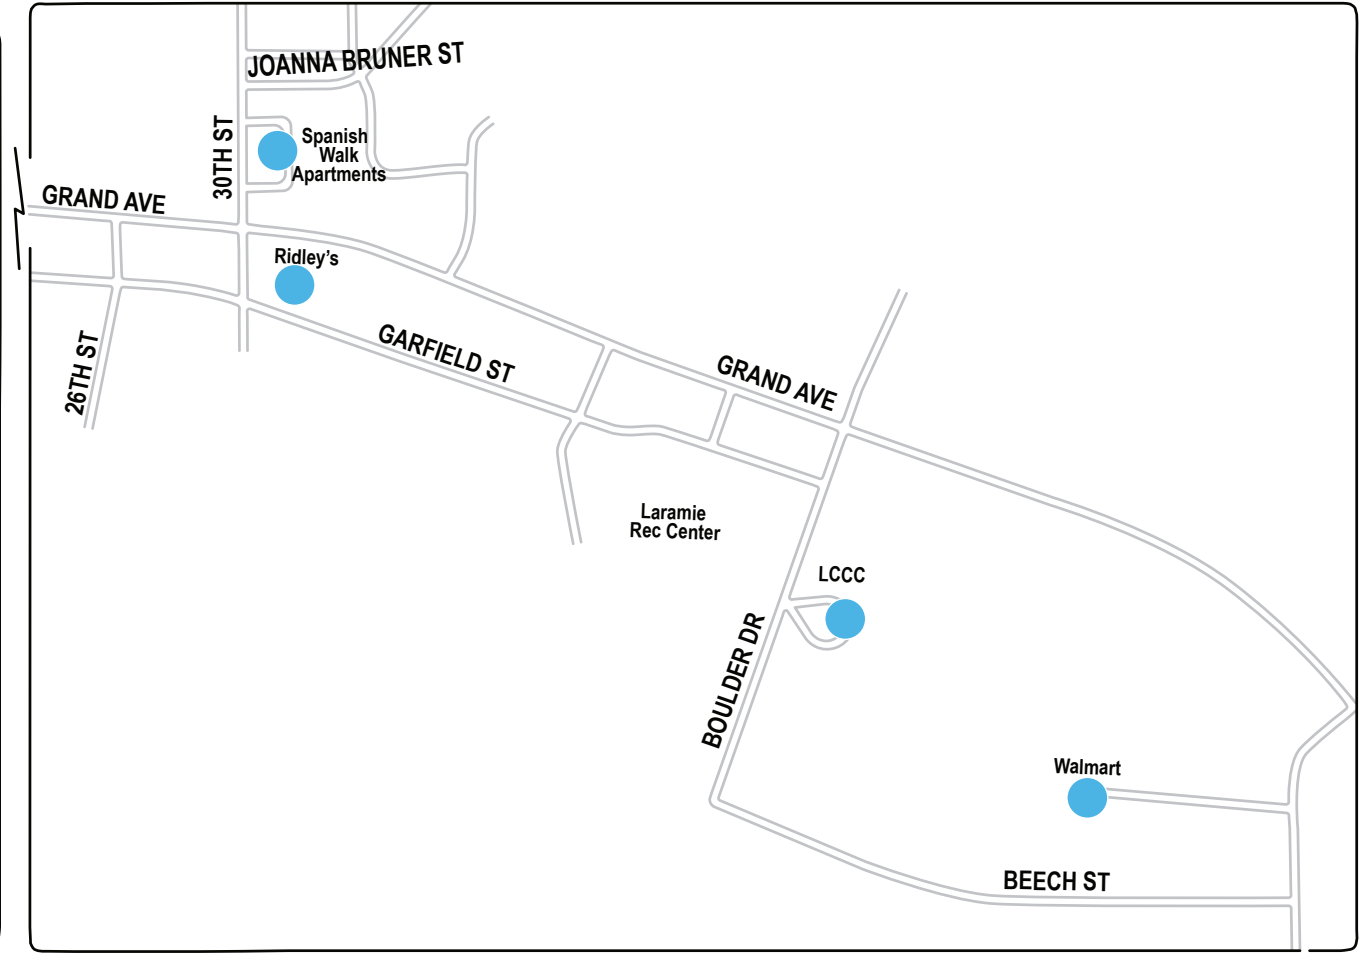 JOANNA BRUNER ST
30TH ST
Spanish
Walk
Apartments
GRAND AVE
Ridley's
26TH ST
GARFIELD ST
GRAND AVE
Laramie
Rec Center
LCCC
BOULDER DR
Walmart
BEECH ST